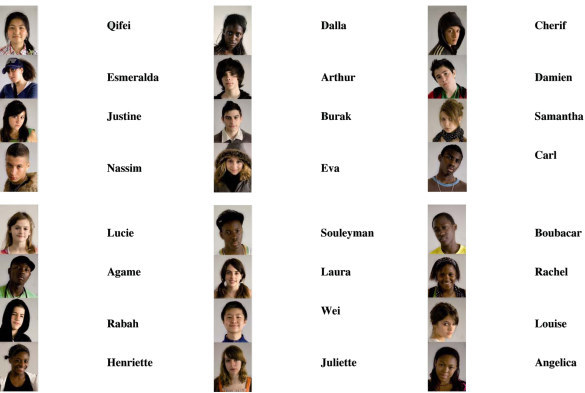 Qifei Dalla Cherif
Esmeralda Arthur Damien
Justine Burak Samantha
Nassim Eva Carl
Lucie Souleyman Boubacar
Agame Laura Rachel
Rabah Wei Louise
Henriette Juliette Angelica